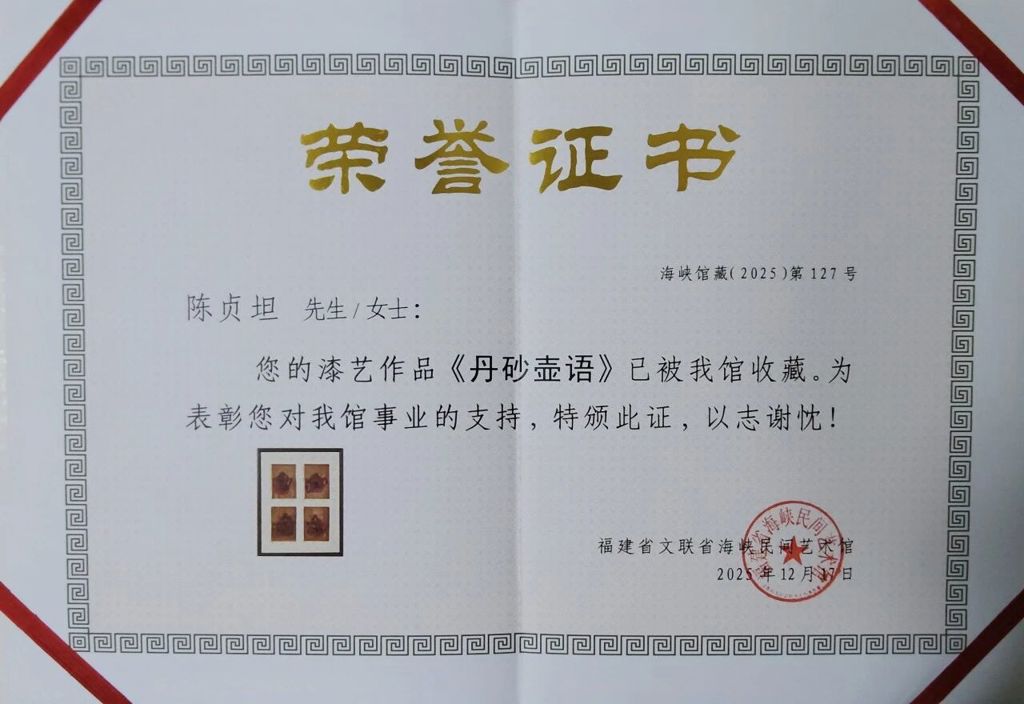 荣誉证书
海峡馆藏(2025)第127号
陈贞坦 先生/女士：
您的漆艺作品《丹砂壶语》已被我馆收藏。为
表彰您对我馆事业的支持，特颁此证，以志谢忱！
福建省文联省海峡民间艺术馆
2025年12月17日